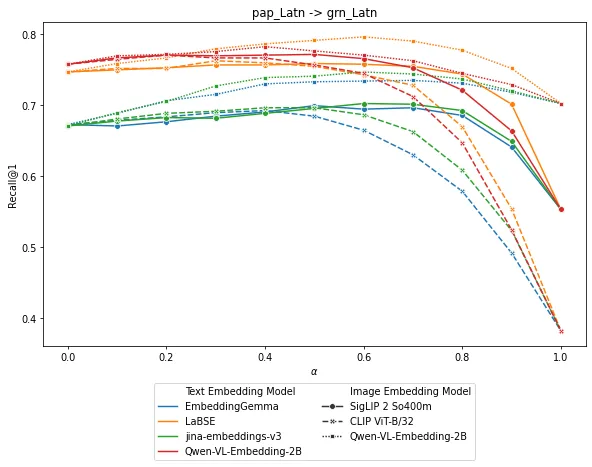 pap_Latn -> grn_Latn
Recall@1
0.8
0.7
0.6
0.5
0.4
0.0 0.2 0.4 0.6 0.8 1.0
α
Text Embedding Model Image Embedding Model
EmbeddingGemma SigLIP 2 So400m
LaBSE CLIP ViT-B/32
jina-embeddings-v3 Qwen-VL-Embedding-2B
Qwen-VL-Embedding-2B